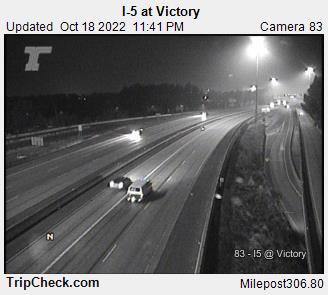 I-5 at Victory
Updated Oct 18 2022 11:41 PM Camera 83
T
N
83 - I5 @ Victory
TripCheck.com Milepost306.80